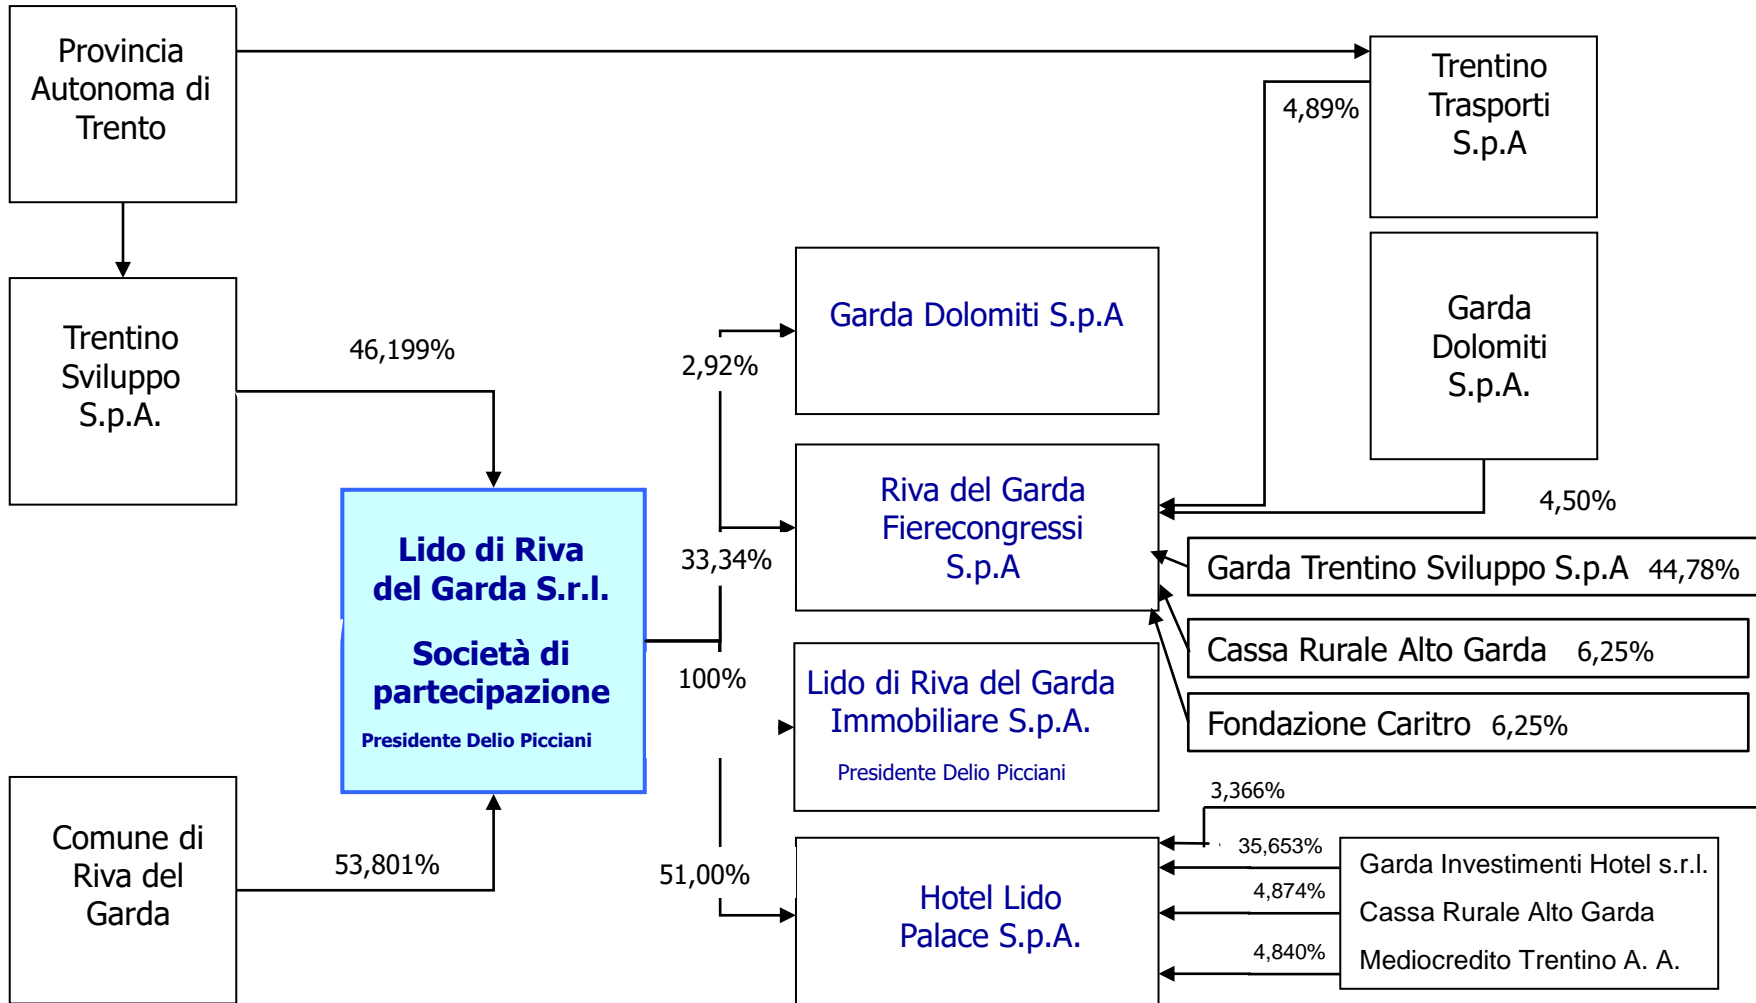 Provincia
Autonoma di
Trento
Trentino
Trasporti
S.p.A
4,89%
Trentino
Sviluppo
S.p.A.
46,199%
Garda Dolomiti S.p.A
2,92%
Garda
Dolomiti
S.p.A.
4,50%
Lido di Riva
del Garda S.r.l.
Società di
partecipazione
Presidente Delio Picciani
33,34%
Riva del Garda
Fierecongressi
S.p.A
Garda Trentino Sviluppo S.p.A 44,78%
Cassa Rurale Alto Garda 6,25%
Fondazione Caritro 6,25%
100%
Lido di Riva del Garda
Immobiliare S.p.A.
Presidente Delio Picciani
Comune di
Riva del
Garda
53,801%
51,00%
Hotel Lido
Palace S.p.A.
3,366%
35,653%
Garda Investimenti Hotel s.r.l.
4,874%
Cassa Rurale Alto Garda
4,840%
Mediocredito Trentino A. A.